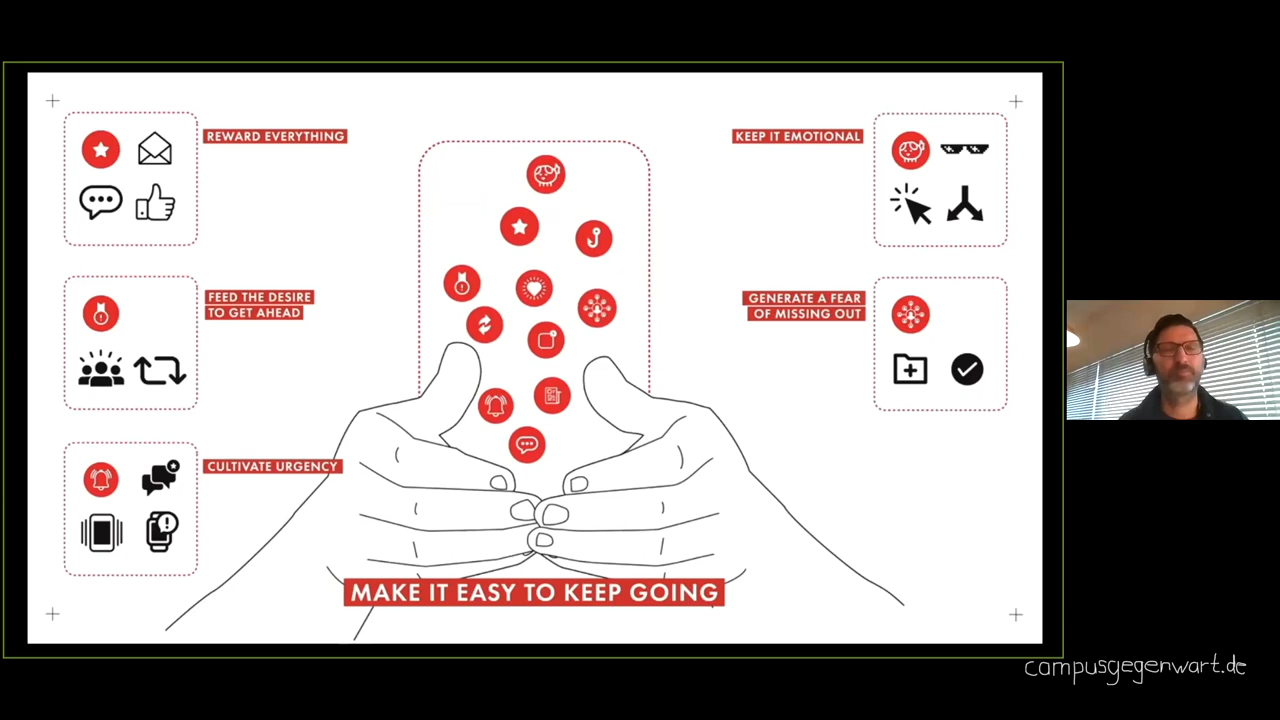 REWARD EVERYTHING
FEED THE DESIRE
TO GET AHEAD
CULTIVATE URGENCY
KEEP IT EMOTIONAL
GENERATE A FEAR
OF MISSING OUT
MAKE IT EASY TO KEEP GOING
campusgegenwart.de